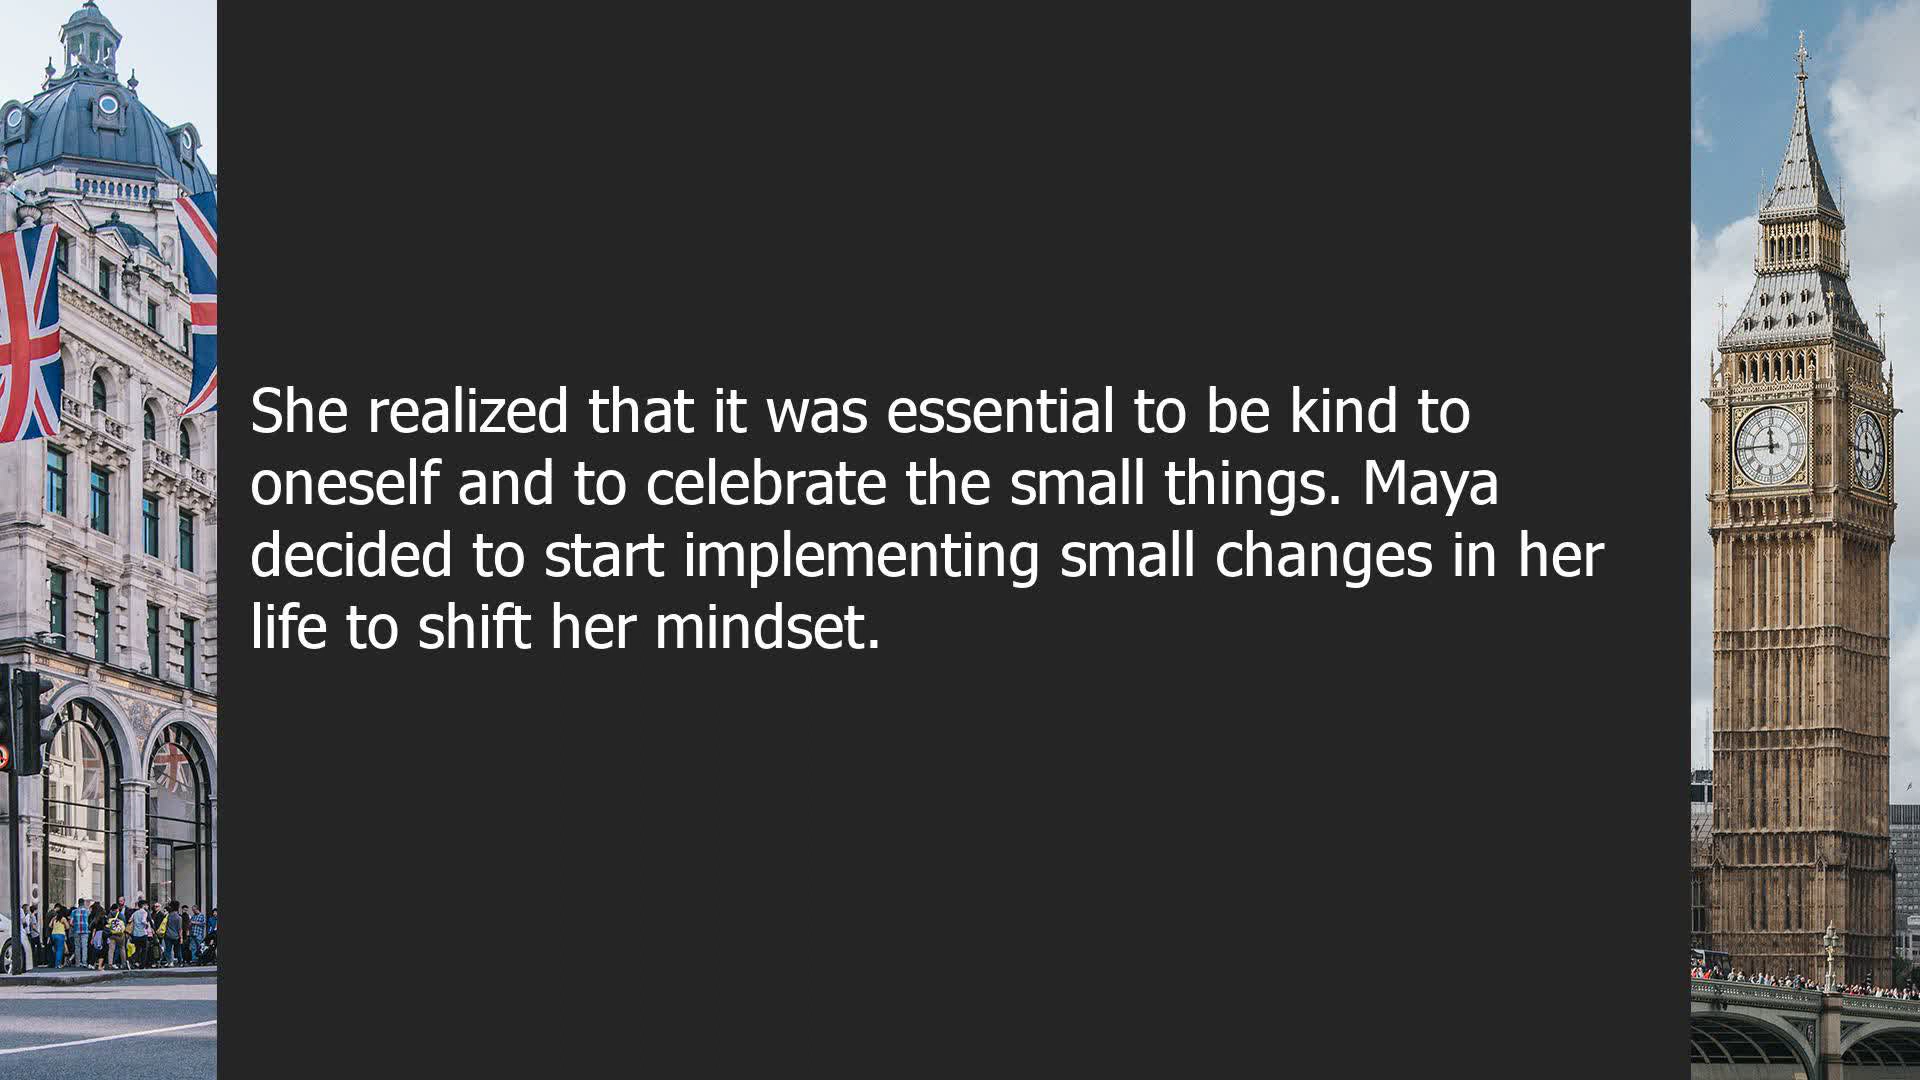 She realized that it was essential to be kind to
oneself and to celebrate the small things. Maya
decided to start implementing small changes in her
life to shift her mindset.